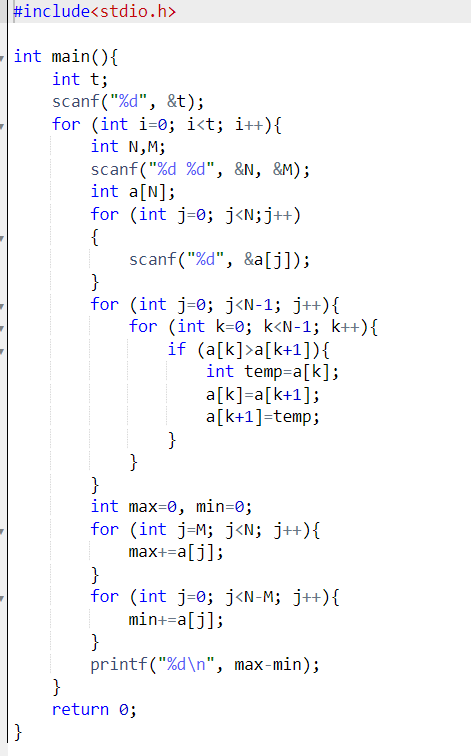 #include<stdio.h>
int main(){
int t;
scanf("%d", &t);
for (int i=0; i<t; i++){
int N,M;
scanf("%d %d", &N, &M);
int a[N];
for (int j=0; j<N;j++)
{
scanf("%d", &a[j]);
}
for (int j=0; j<N-1; j++){
for (int k=0; k<N-1; k++){
if (a[k]>a[k+1]){
int temp=a[k];
a[k]=a[k+1];
a[k+1]=temp;
}
}
}
int max=0, min=0;
for (int j=M; j<N; j++){
max+=a[j];
}
for (int j=0; j<N-M; j++){
min+=a[j];
}
printf("%d\n", max-min);
}
return 0;
}